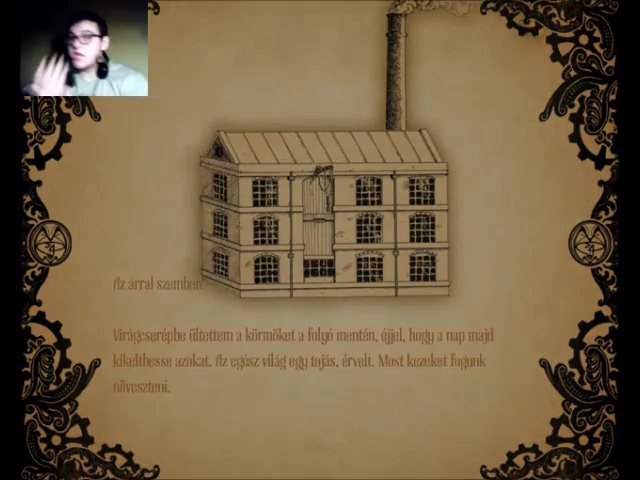 Az árral szemben
Virágcserépbe ültettem a körmöket a folyó mentén, éjjel, hogy a nap majd
kikelthesse azokat. Az egész világ egy tojás, érvelt. Most kezeket fogunk
növeszteni.